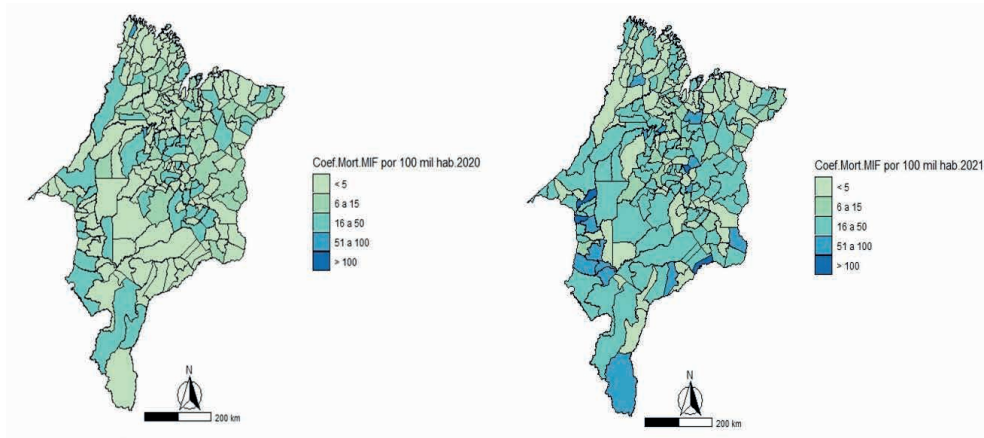 Coef.Mort.MIF por 100 mil hab.2020
< 5
6 a 15
16 a 50
51 a 100
> 100
N
200 km
Coef.Mort.MIF por 100 mil hab.2021
< 5
6 a 15
16 a 50
51 a 100
> 100
N
200 km